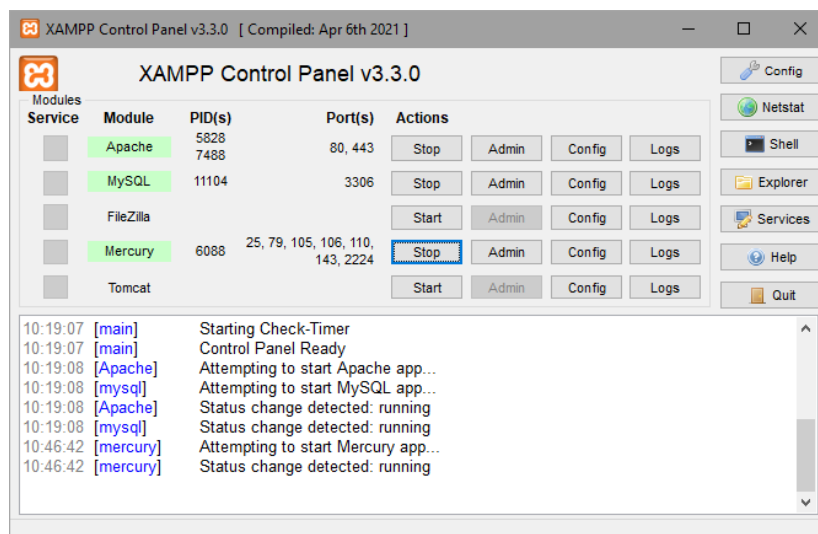 XAMPP Control Panel v3.3.0 [ Compiled: Apr 6th 2021 ]
XAMPP Control Panel v3.3.0
Config
Modules
Service Module PID(s) Port(s) Actions
Netstat
Apache 5828 7488 80, 443 Stop Admin Config Logs
Shell
MySQL 11104 3306 Stop Admin Config Logs
Explorer
FileZilla Start Admin Config Logs
Services
Mercury 6088 25, 79, 105, 106, 110, 143, 2224 Stop Admin Config Logs
Help
Tomcat Start Admin Config Logs
Quit
10:19:07 [main] Starting Check-Timer
10:19:07 [main] Control Panel Ready
10:19:08 [Apache] Attempting to start Apache app...
10:19:08 [mysql] Attempting to start MySQL app...
10:19:08 [Apache] Status change detected: running
10:19:08 [mysql] Status change detected: running
10:46:42 [mercury] Attempting to start Mercury app...
10:46:42 [mercury] Status change detected: running